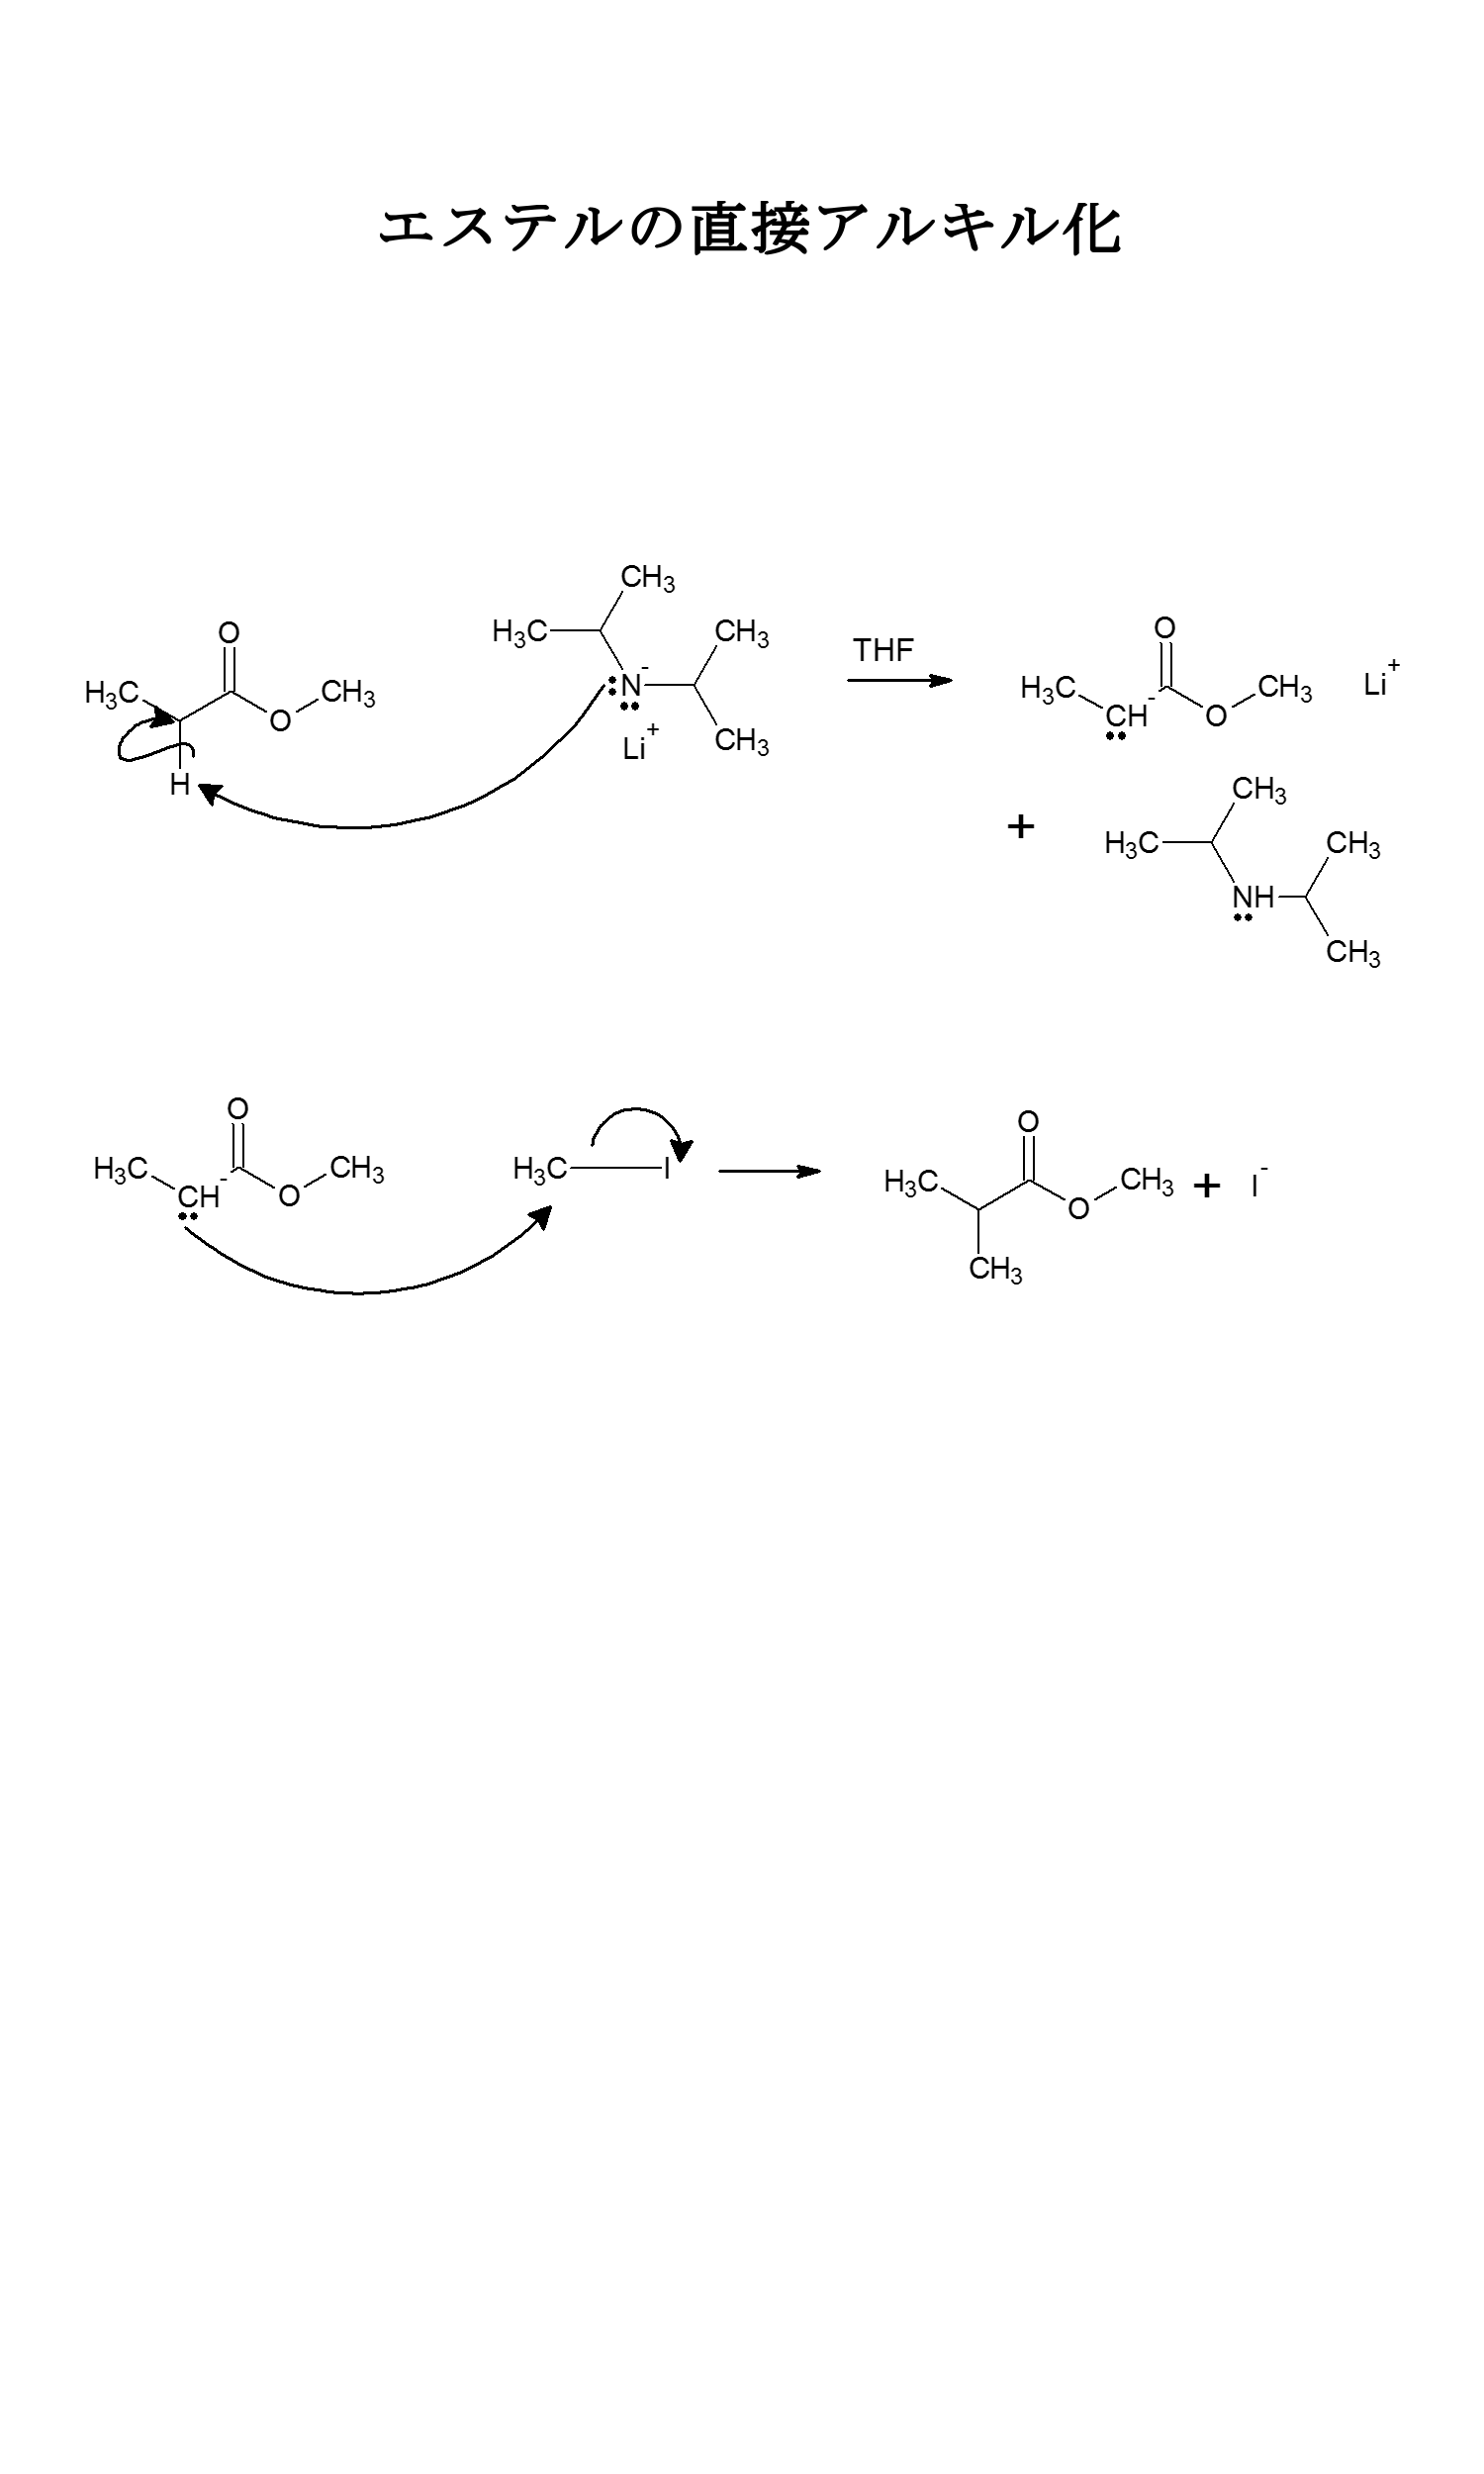 エステルの直接アルキル化
CH3
H3C CH3
O
H3C CH3
O
H
N-
Li+
CH3
THF
O
H3C CH- CH3
O
Li+
+
CH3
H3C CH3
NH
CH3
O
H3C CH- CH3
O
H3C I
O
H3C CH3
O
CH3
+ I-